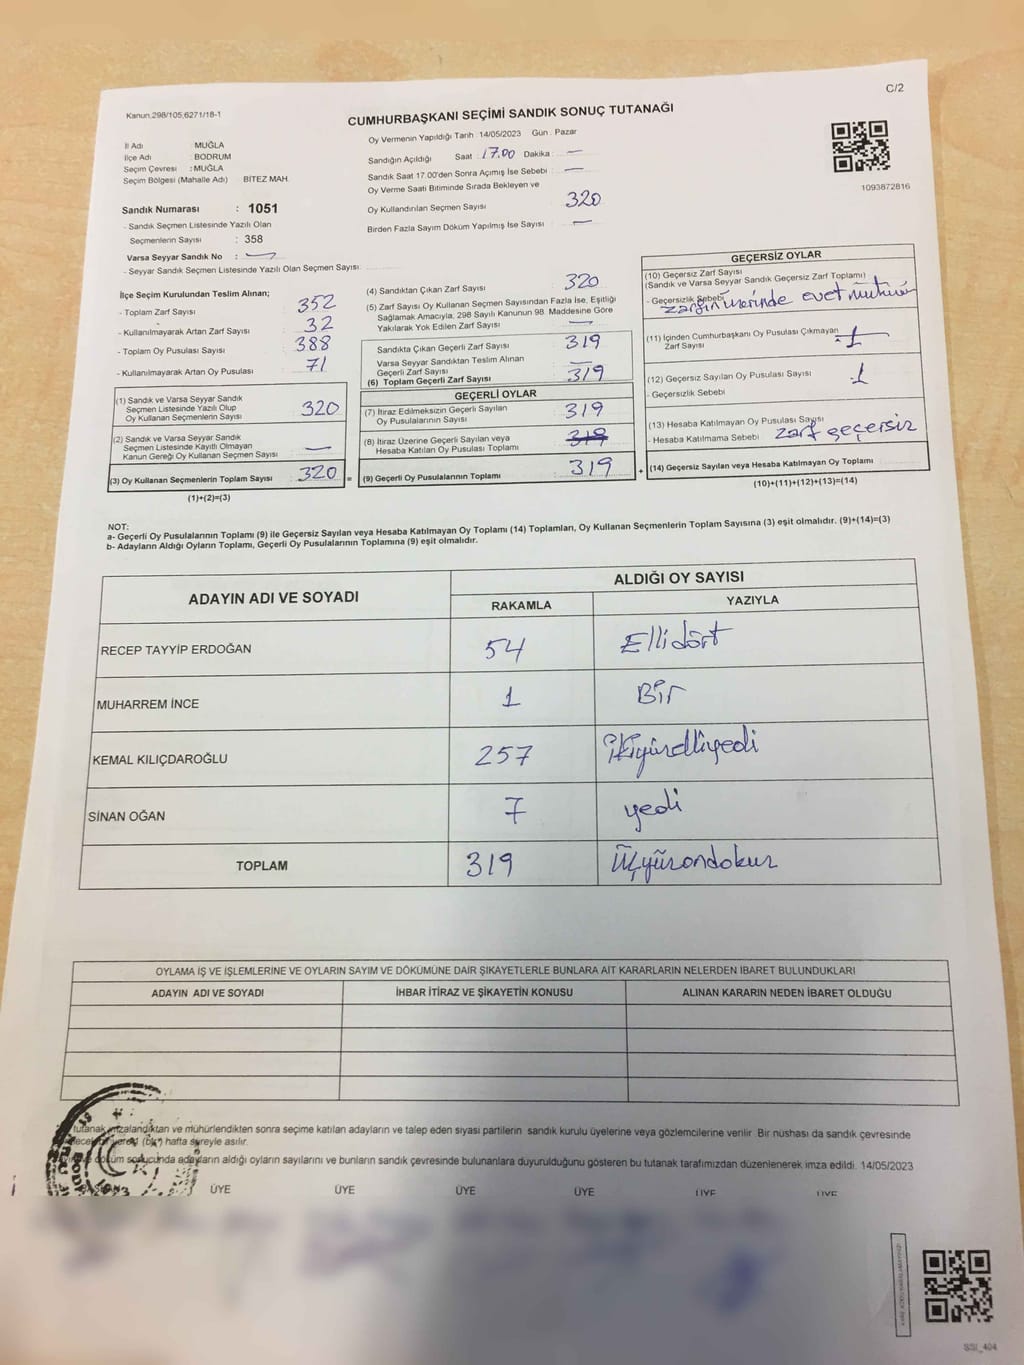 C/2
Kanun,298/105,6271/18-1
CUMHURBAŞKANI SEÇİMİ SANDIK SONUÇ TUTANAĞI
İl Adı : MUĞLA
İlçe Adı : BODRUM
Seçim Çevresi : MUĞLA
Seçim Bölgesi (Mahalle Adı) BİTEZ MAH.
Sandık Numarası : 1051
- Sandık Seçmen Listesinde Yazılı Olan
Seçmenlerin Sayısı : 358
Varsa Seyyar Sandık No : —
- Seyyar Sandık Seçmen Listesinde Yazılı Olan Seçmen Sayısı:
Oy Vermenin Yapıldığı Tarih : 14/05/2023 Gün : Pazar
Sandığın Açıldığı Saat : 17.00 Dakika : —
Sandık Saat 17.00'den Sonra Açımış İse Sebebi : —
Oy Verme Saati Bitiminde Sırada Bekleyen ve
Oy Kullandırılan Seçmen Sayısı 320
Birden Fazla Sayım Döküm Yapılmış İse Sayısı : —
1093872816
İlçe Seçim Kurulundan Teslim Alınan;
- Toplam Zarf Sayısı : 352
- Kullanılmayarak Artan Zarf Sayısı : 32
- Toplam Oy Pusulası Sayısı : 388
- Kullanılmayarak Artan Oy Pusulası : 71
(1) Sandık ve Varsa Seyyar Sandık
Seçmen Listesinde Yazılı Olup
Oy Kullanan Seçmenlerin Sayısı : 320
(2) Sandık ve Varsa Seyyar Sandık
Seçmen Listesinde Kayıtlı Olmayan
Kanun Gereği Oy Kullanan Seçmen Sayısı : —
(3) Oy Kullanan Seçmenlerin Toplam Sayısı : 320 =
(1)+(2)=(3)
(4) Sandıktan Çıkan Zarf Sayısı : 320
(5) Zarf Sayısı Oy Kullanan Seçmen Sayısından Fazla İse, Eşitliği
Sağlamak Amacıyla, 298 Sayılı Kanunun 98. Maddesine Göre
Yakılarak Yok Edilen Zarf Sayısı : —
Sandıkta Çıkan Geçerli Zarf Sayısı : 319
Varsa Seyyar Sandıktan Teslim Alınan
Geçerli Zarf Sayısı : —
(6) Toplam Geçerli Zarf Sayısı : 319
GEÇERLİ OYLAR
(7) İtiraz Edilmeksizin Geçerli Sayılan
Oy Pusulalarının Sayısı : 319
(8) İtiraz Üzerine Geçerli Sayılan veya
Hesaba Katılan Oy Pusulası Toplamı : 319
(9) Geçerli Oy Pusulalarının Toplamı : 319 +
GEÇERSİZ OYLAR
(10) Geçersiz Zarf Sayısı
(Sandık ve Varsa Seyyar Sandık Geçersiz Zarf Toplamı)
- Geçersizlik Sebebi : zarfın üzerinde evet mührü
(11) İçinden Cumhurbaşkanı Oy Pusulası Çıkmayan
Zarf Sayısı : 1
(12) Geçersiz Sayılan Oy Pusulası Sayısı : 1
- Geçersizlik Sebebi
(13) Hesaba Katılmayan Oy Pusulası Sayısı
- Hesaba Katılmama Sebebi : zarf geçersiz
(14) Geçersiz Sayılan veya Hesaba Katılmayan Oy Toplamı
(10)+(11)+(12)+(13)=(14)
NOT:
a- Geçerli Oy Pusulalarının Toplamı (9) ile Geçersiz Sayılan veya Hesaba Katılmayan Oy Toplamı (14) Toplamları, Oy Kullanan Seçmenlerin Toplam Sayısına (3) eşit olmalıdır. (9)+(14)=(3)
b- Adayların Aldığı Oyların Toplamı, Geçerli Oy Pusulalarının Toplamına (9) eşit olmalıdır.
ADAYIN ADI VE SOYADI ALDIĞI OY SAYISI
RAKAMLA YAZIYLA
RECEP TAYYİP ERDOĞAN 54 Ellidört
MUHARREM İNCE 1 Bir
KEMAL KILIÇDAROĞLU 257 İkiyüzelliyedi
SİNAN OĞAN 7 yedi
TOPLAM 319 Üçyüzondokuz
OYLAMA İŞ VE İŞLEMLERİNE VE OYLARIN SAYIM VE DÖKÜMÜNE DAİR ŞİKAYETLERLE BUNLARA AİT KARARLARIN NELERDEN İBARET BULUNDUKLARI
ADAYIN ADI VE SOYADI İHBAR İTİRAZ VE ŞİKAYETİN KONUSU ALINAN KARARIN NEDEN İBARET OLDUĞU
tutanak imzalandıktan ve mühürlendikten sonra seçime katılan adayların ve talep eden siyasi partilerin sandık kurulu üyelerine veya gözlemcilerine verilir. Bir nüshası da sandık çevresinde
(bir) hafta süreyle asılır.
döküm sonucunda adayların aldığı oyların sayılarını ve bunların sandık çevresinde bulunanlara duyurulduğunu gösteren bu tutanak tarafımızdan düzenlenerek imza edildi. 14/05/2023
BAŞKAN ÜYE ÜYE ÜYE ÜYE ÜYE ÜYE
SSI_404